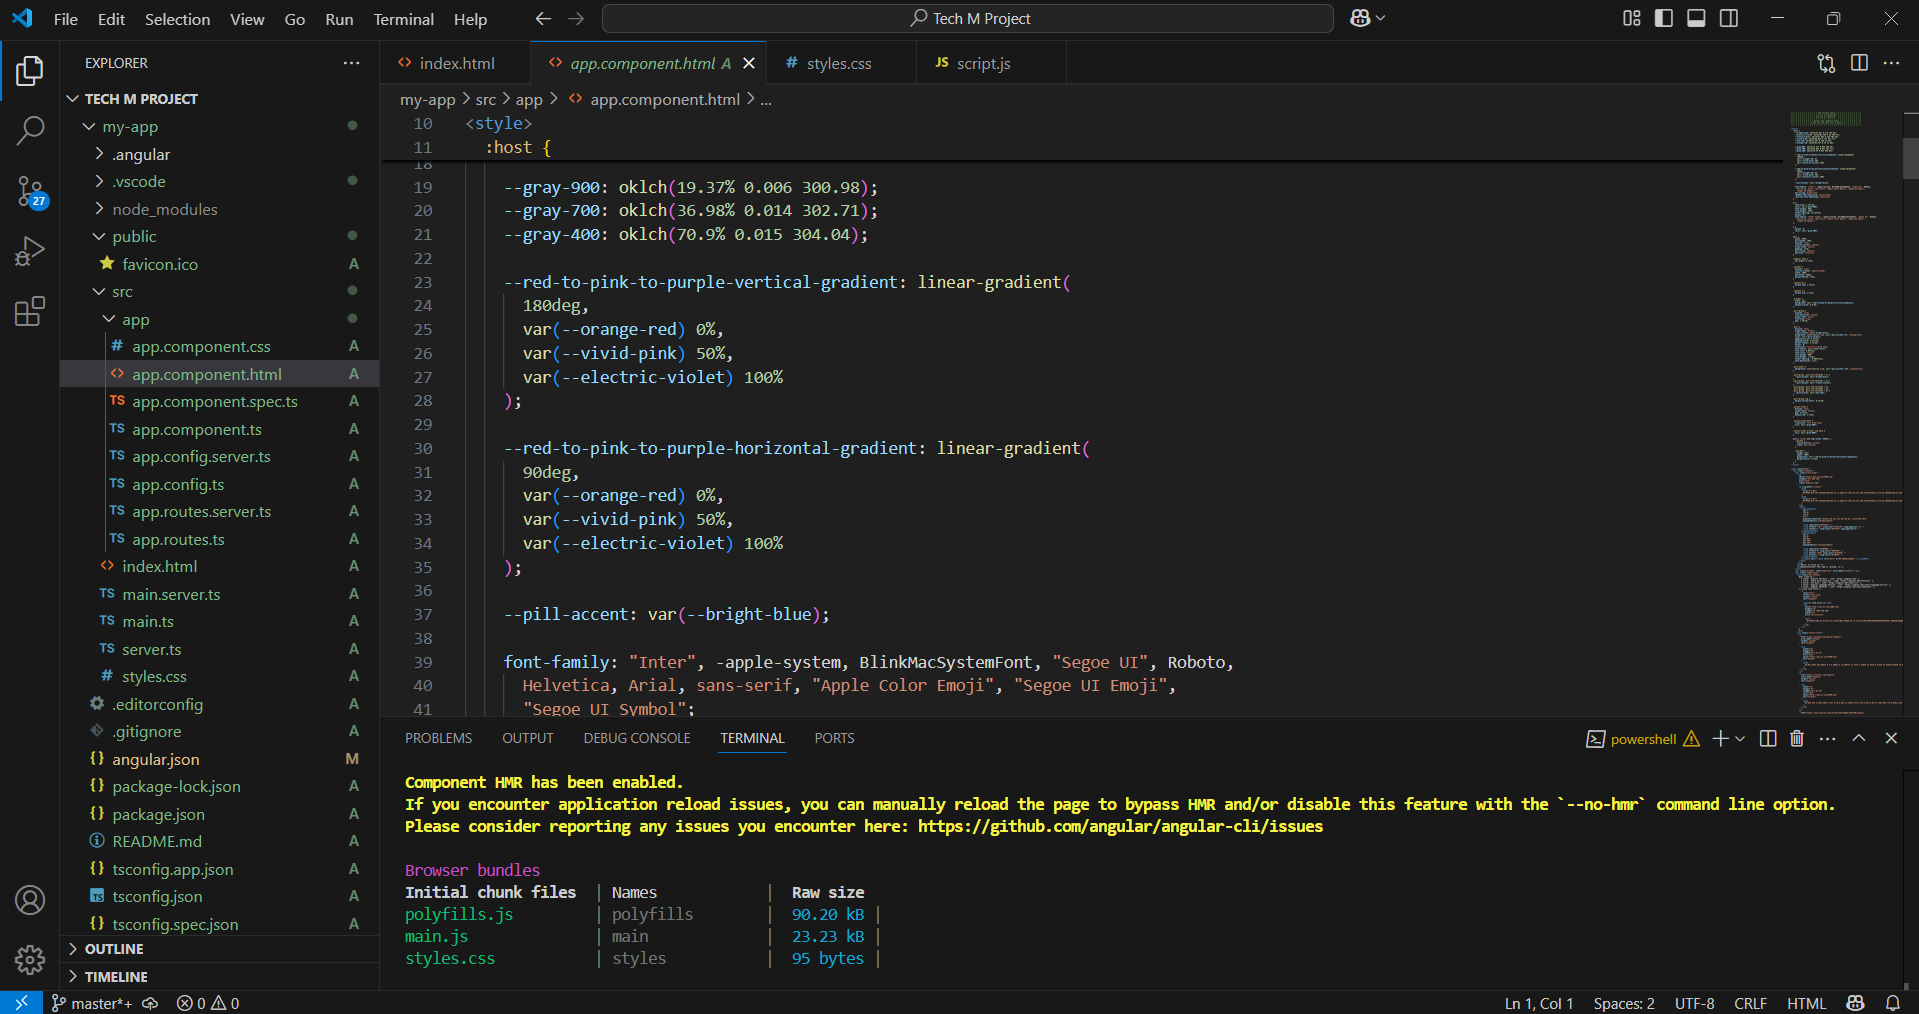 File Edit Selection View Go Run Terminal Help
Tech M Project
EXPLORER
TECH M PROJECT
my-app
.angular
.vscode
node_modules
public
favicon.ico A
src
app
app.component.css A
app.component.html A
app.component.spec.ts A
app.component.ts A
app.config.server.ts A
app.config.ts A
app.routes.server.ts A
app.routes.ts A
index.html A
main.server.ts A
main.ts A
server.ts A
styles.css A
.editorconfig A
.gitignore A
angular.json M
package-lock.json A
package.json A
README.md A
tsconfig.app.json A
tsconfig.json A
tsconfig.spec.json A
OUTLINE
TIMELINE
27
index.html
app.component.html A
styles.css
JS script.js
my-app > src > app > app.component.html > ...
10 <style>
11 :host {
18
19 --gray-900: oklch(19.37% 0.006 300.98);
20 --gray-700: oklch(36.98% 0.014 302.71);
21 --gray-400: oklch(70.9% 0.015 304.04);
22
23 --red-to-pink-to-purple-vertical-gradient: linear-gradient(
24 180deg,
25 var(--orange-red) 0%,
26 var(--vivid-pink) 50%,
27 var(--electric-violet) 100%
28 );
29
30 --red-to-pink-to-purple-horizontal-gradient: linear-gradient(
31 90deg,
32 var(--orange-red) 0%,
33 var(--vivid-pink) 50%,
34 var(--electric-violet) 100%
35 );
36
37 --pill-accent: var(--bright-blue);
38
39 font-family: "Inter", -apple-system, BlinkMacSystemFont, "Segoe UI", Roboto,
40 Helvetica, Arial, sans-serif, "Apple Color Emoji", "Segoe UI Emoji",
41 "Segoe UI Symbol";
PROBLEMS OUTPUT DEBUG CONSOLE TERMINAL PORTS
powershell
Component HMR has been enabled.
If you encounter application reload issues, you can manually reload the page to bypass HMR and/or disable this feature with the `--no-hmr` command line option.
Please consider reporting any issues you encounter here: https://github.com/angular/angular-cli/issues
Browser bundles
Initial chunk files | Names | Raw size
polyfills.js | polyfills | 90.20 kB |
main.js | main | 23.23 kB |
styles.css | styles | 95 bytes |
master*+ 0 0
Ln 1, Col 1 Spaces: 2 UTF-8 CRLF HTML